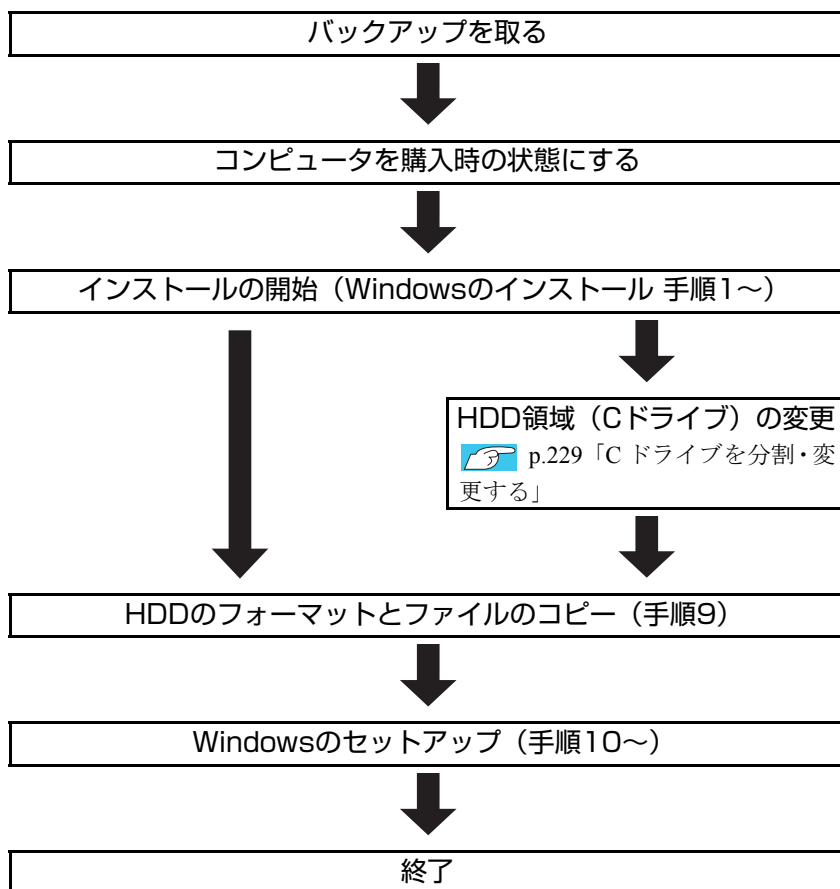 バックアップを取る
コンピュータを購入時の状態にする
インストールの開始（Windowsのインストール 手順1～）
HDD領域（Cドライブ）の変更
p.229「C ドライブを分割・変
更する」
HDDのフォーマットとファイルのコピー（手順9）
Windowsのセットアップ（手順10～）
終了